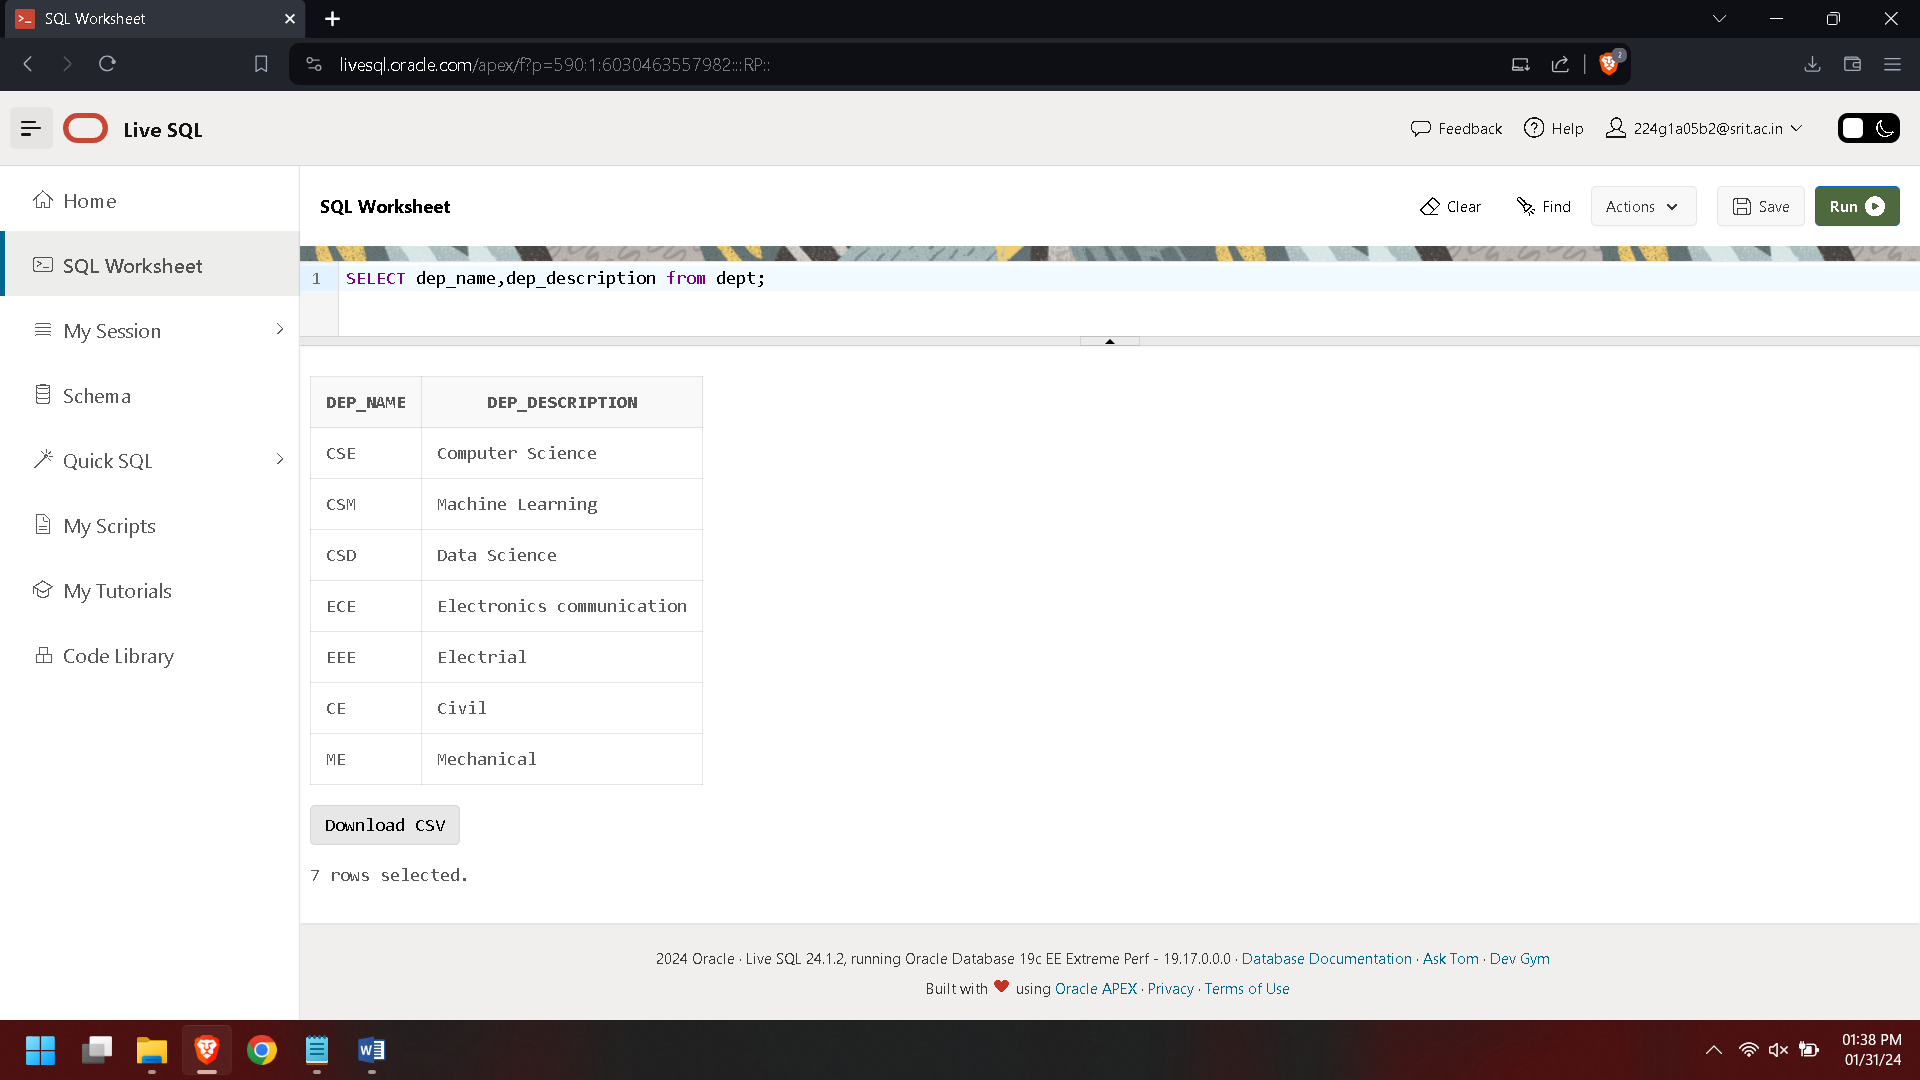 SQL Worksheet
livesql.oracle.com/apex/f?p=590:1:6030463557982:::RP::
2
Live SQL
Feedback
Help
224g1a05b2@srit.ac.in
Home
SQL Worksheet
My Session
Schema
Quick SQL
My Scripts
My Tutorials
Code Library
SQL Worksheet
Clear
Find
Actions
Save
Run
1 SELECT dep_name,dep_description from dept;
DEP_NAME DEP_DESCRIPTION
CSE Computer Science
CSM Machine Learning
CSD Data Science
ECE Electronics communication
EEE Electrial
CE Civil
ME Mechanical
Download CSV
7 rows selected.
2024 Oracle · Live SQL 24.1.2, running Oracle Database 19c EE Extreme Perf - 19.17.0.0.0 · Database Documentation · Ask Tom · Dev Gym
Built with ❤ using Oracle APEX · Privacy · Terms of Use
01:38 PM
01/31/24